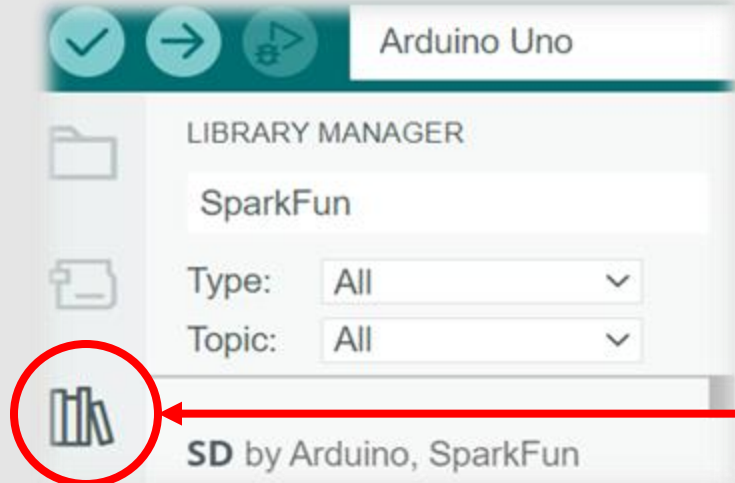 Arduino Uno
LIBRARY MANAGER
SparkFun
Type: All
Topic: All
SD by Arduino, SparkFun